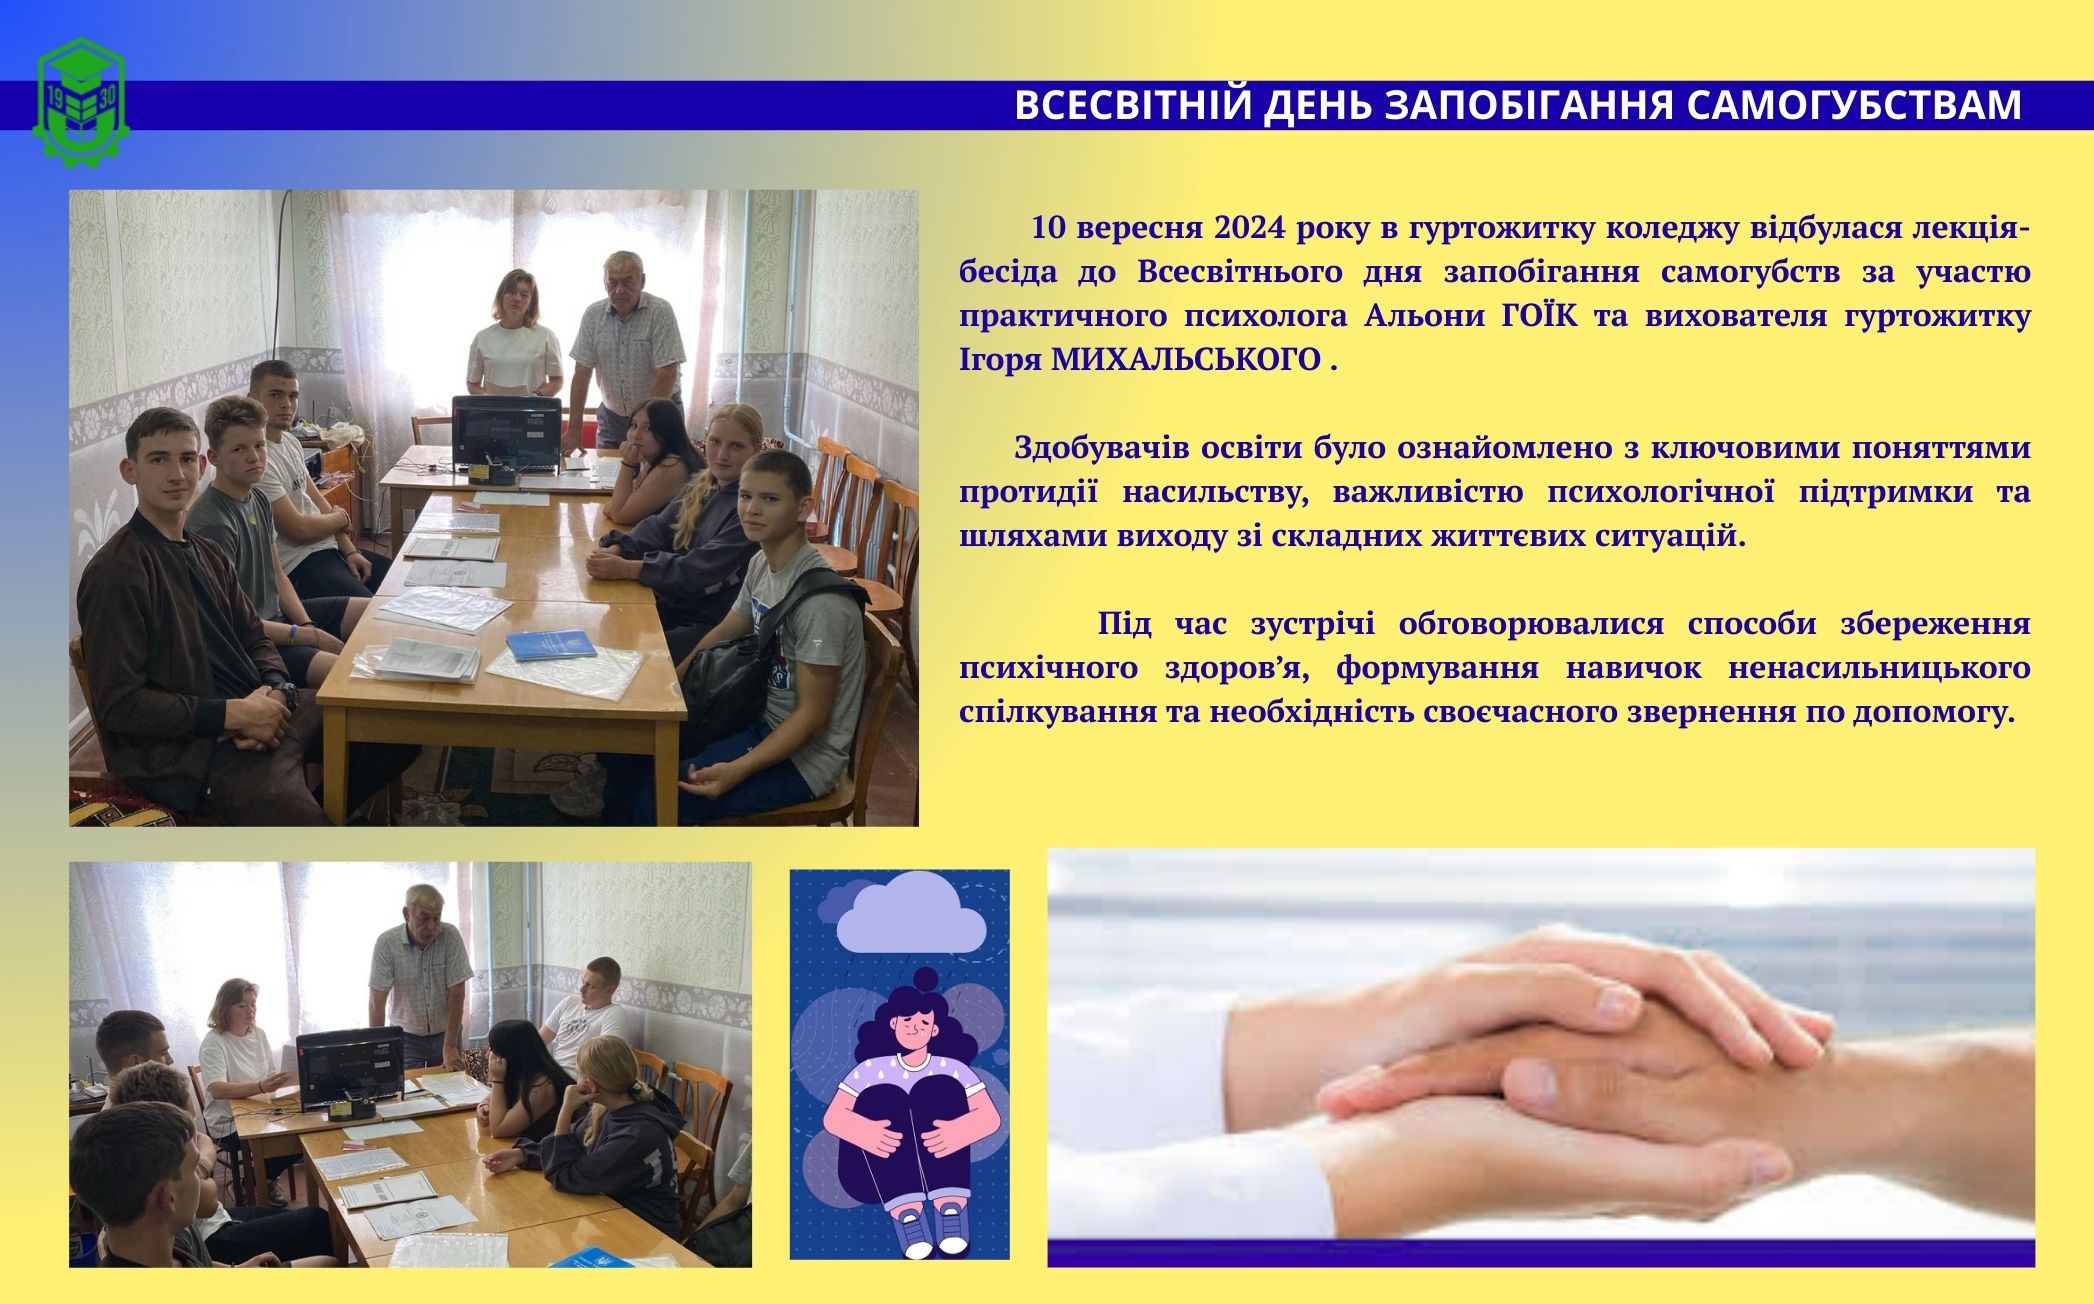 19 30
ВСЕСВІТНІЙ ДЕНЬ ЗАПОБІГАННЯ САМОГУБСТВАМ
10 вересня 2024 року в гуртожитку коледжу відбулася лекція-
бесіда до Всесвітнього дня запобігання самогубств за участю
практичного психолога Альони ГОЇК та вихователя гуртожитку
Ігоря МИХАЛЬСЬКОГО .
Здобувачів освіти було ознайомлено з ключовими поняттями
протидії насильству, важливістю психологічної підтримки та
шляхами виходу зі складних життєвих ситуацій.
Під час зустрічі обговорювалися способи збереження
психічного здоров’я, формування навичок ненасильницького
спілкування та необхідність своєчасного звернення по допомогу.